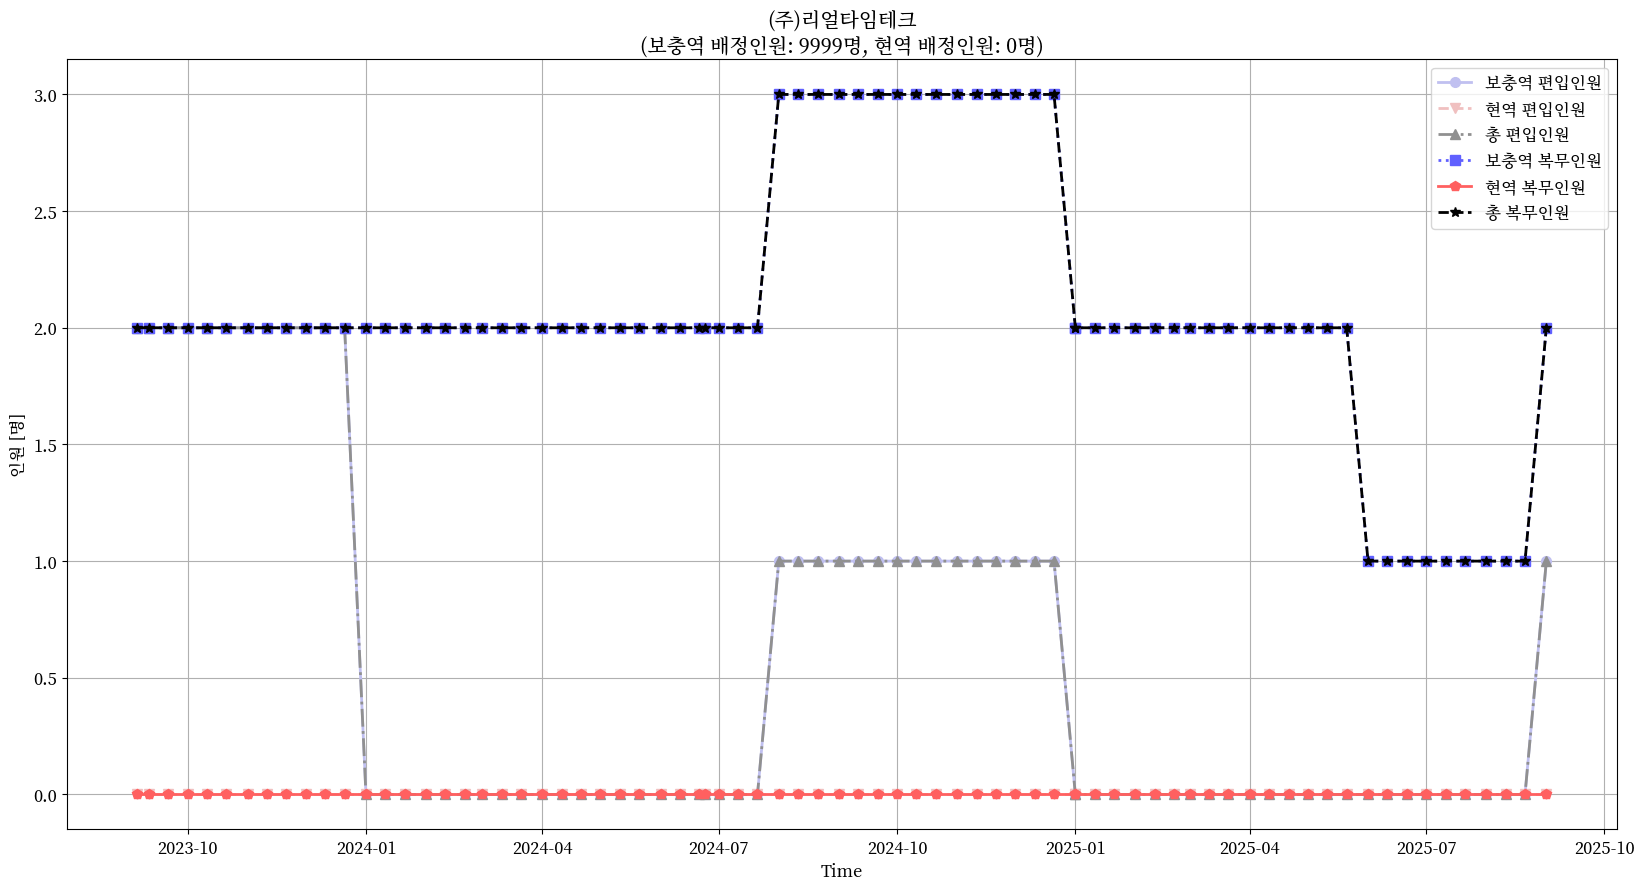 (주)리얼타임테크
(보충역 배정인원: 9999명, 현역 배정인원: 0명)
보충역 편입인원
현역 편입인원
총 편입인원
보충역 복무인원
현역 복무인원
총 복무인원
인원 [명]
3.0
2.5
2.0
1.5
1.0
0.5
0.0
2023-10
2024-01
2024-04
2024-07
2024-10
2025-01
2025-04
2025-07
2025-10
Time